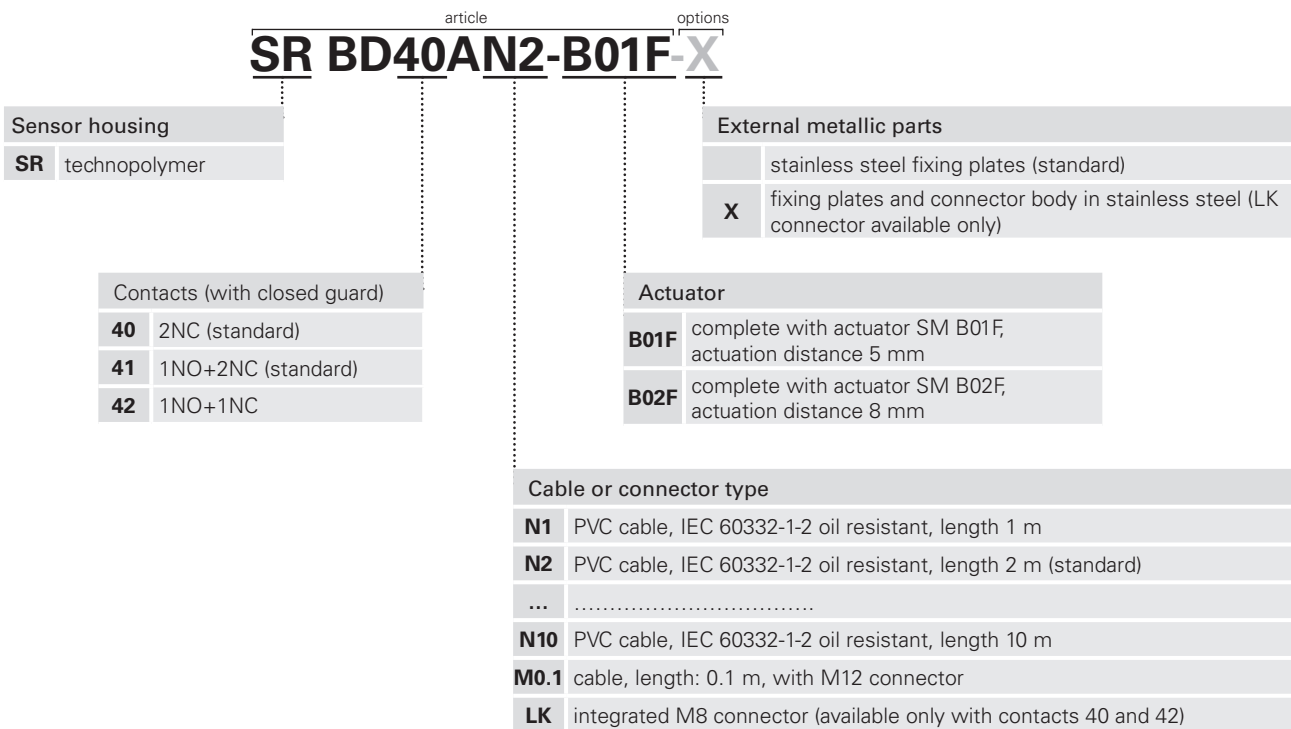 article options
SR BD40AN2-B01F-X
Sensor housing
SR technopolymer
External metallic parts
stainless steel fixing plates (standard)
X fixing plates and connector body in stainless steel (LK
connector available only)
Contacts (with closed guard)
40 2NC (standard)
41 1NO+2NC (standard)
42 1NO+1NC
Actuator
B01F complete with actuator SM B01F,
actuation distance 5 mm
B02F complete with actuator SM B02F,
actuation distance 8 mm
Cable or connector type
N1 PVC cable, IEC 60332-1-2 oil resistant, length 1 m
N2 PVC cable, IEC 60332-1-2 oil resistant, length 2 m (standard)
... ..................................
N10 PVC cable, IEC 60332-1-2 oil resistant, length 10 m
M0.1 cable, length: 0.1 m, with M12 connector
LK integrated M8 connector (available only with contacts 40 and 42)